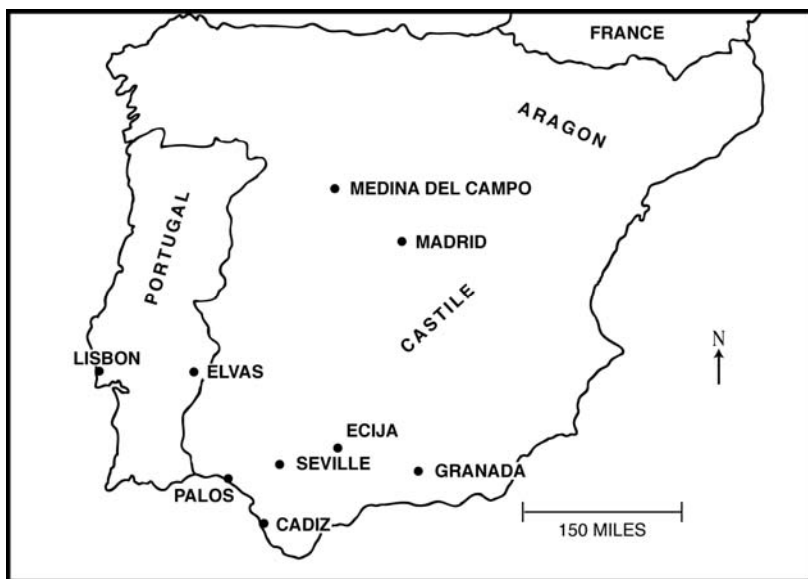 FRANCE
ARAGON
MEDINA DEL CAMPO
PORTUGAL
MADRID
CASTILE
N
LISBON
ELVAS
ECIJA
SEVILLE
GRANADA
PALOS
CADIZ
150 MILES